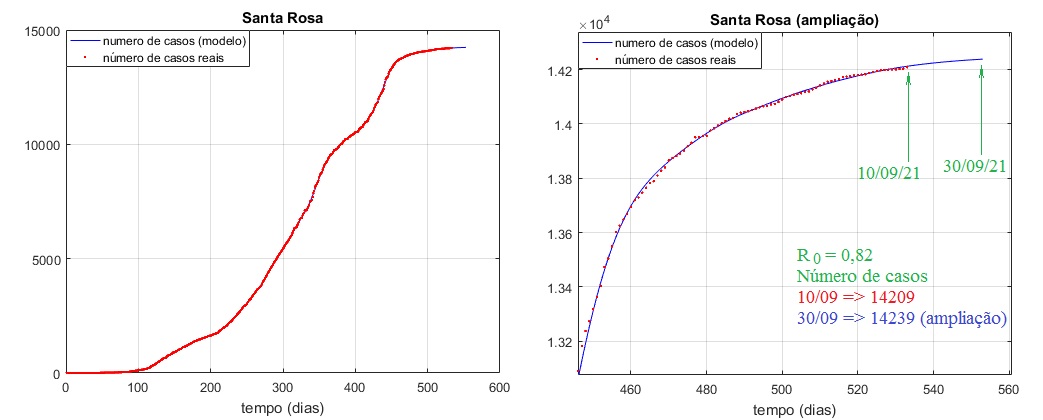 Santa Rosa
numero de casos (modelo)
número de casos reais
15000
10000
5000
0
0 100 200 300 400 500 600
tempo (dias)
Santa Rosa (ampliação)
×10⁴
numero de casos (modelo)
número de casos reais
1.42
1.4
1.38
1.36
1.34
1.32
10/09/21
30/09/21
R₀ = 0,82
Número de casos
10/09 => 14209
30/09 => 14239 (ampliação)
460 480 500 520 540 560
tempo (dias)